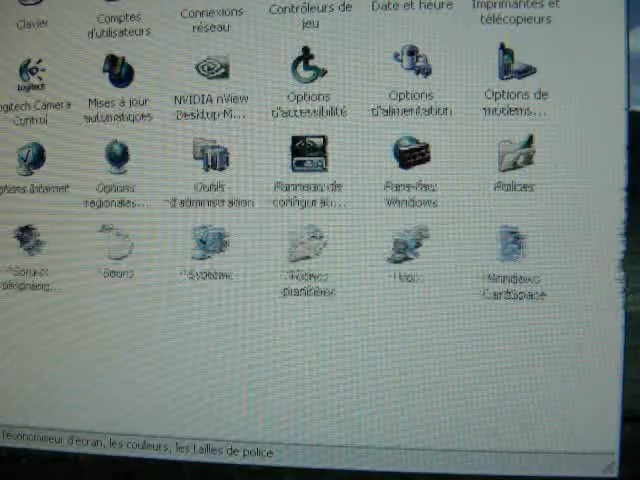 Clavier
Comptes
d'utilisateurs
Connexions
réseau
Contrôleurs de
jeu
Date et heure
Imprimantes et
télécopieurs
Logitech
Logitech Camera
Control
Mises à jour
automatiques
NVIDIA nView
Desktop M...
Options
d'accessibilité
Options
d'alimentation
Options de
modems...
Options Internet
Options
régionales...
Outils
d'administration
Panneau de
configurati...
Pare-feu
Windows
Polices
Souris
Système
Tâches
planifiées
Voix
Windows
CardSpace
l'économiseur d'écran, les couleurs, les tailles de police